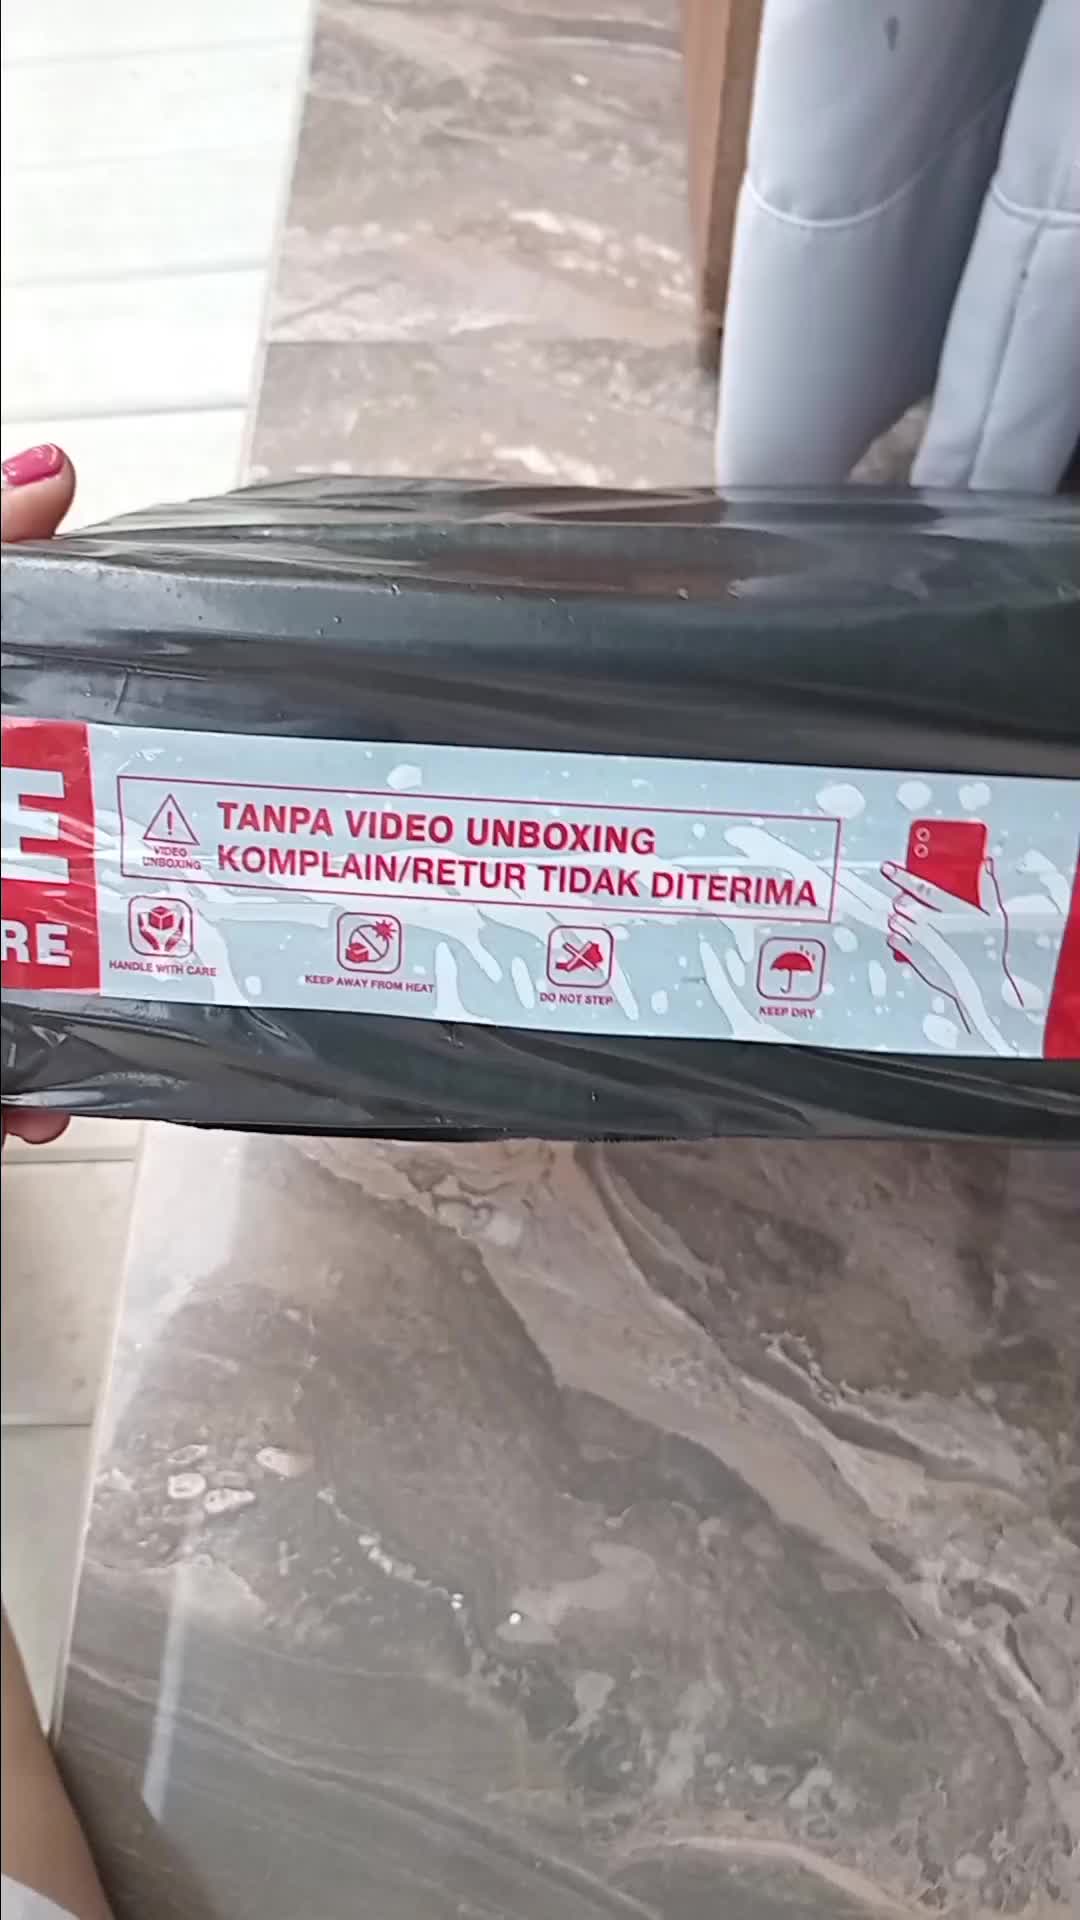 E
RE
VIDEO
UNBOXING
TANPA VIDEO UNBOXING
KOMPLAIN/RETUR TIDAK DITERIMA
HANDLE WITH CARE
KEEP AWAY FROM HEAT
DO NOT STEP
KEEP DRY